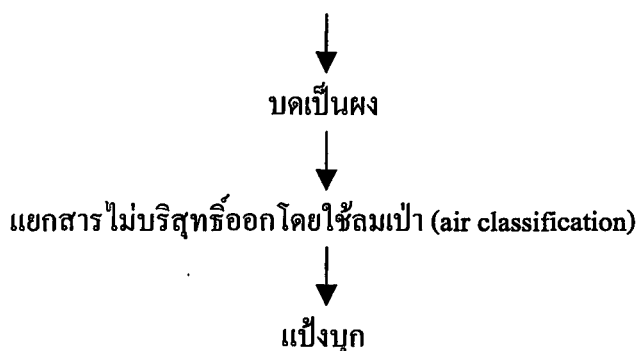 บดเป็นผง
แยกสารไม่บริสุทธิ์ออกโดยใช้ลมเป่า (air classification)
แป้งบุก